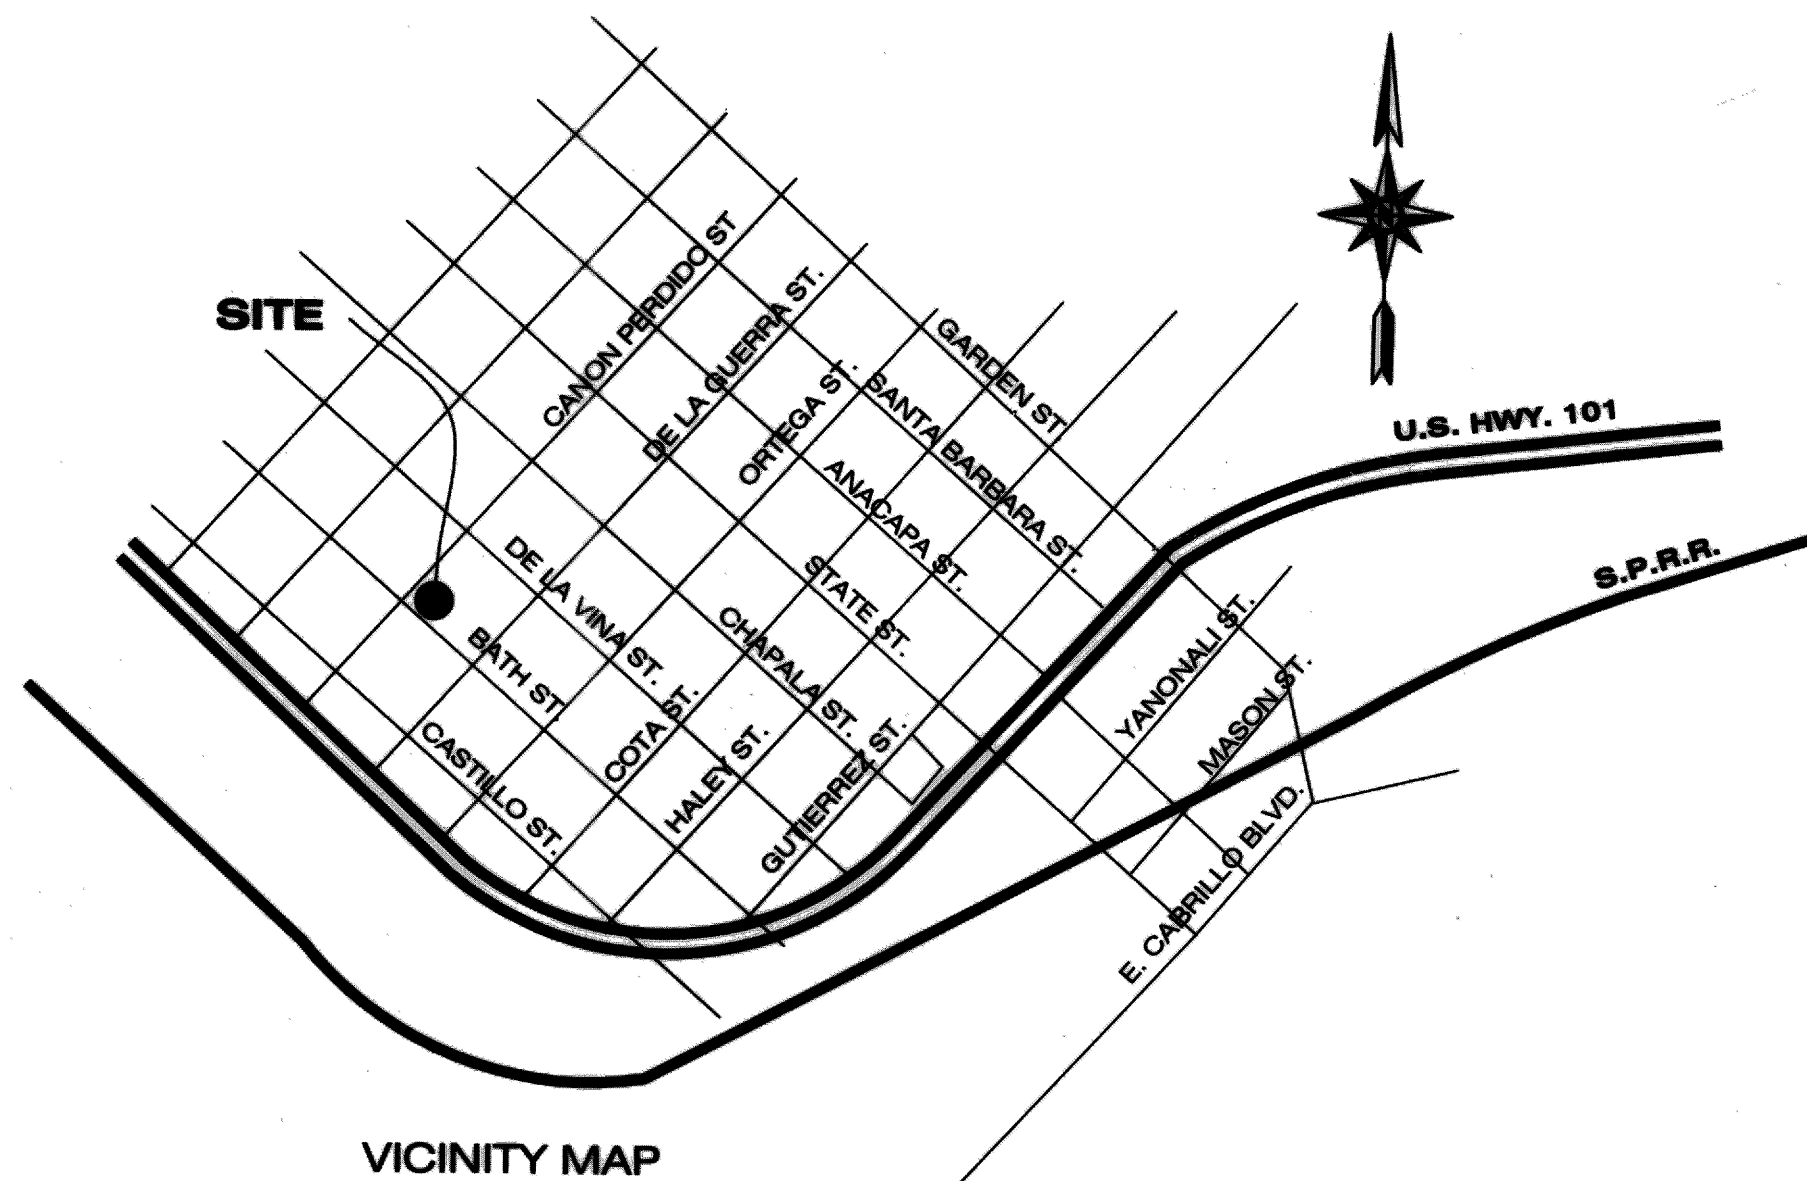 SITE
CANON PERDIDO ST
DE LA GUERRA ST.
ORTEGA ST.
GARDEN ST
SANTA BARBARA ST.
ANACAPA ST.
STATE ST.
CHAPALA ST.
DE LA VINA ST.
BATH ST.
CASTILLO ST.
COTA ST.
HALEY ST.
GUTIERREZ ST.
N
U.S. HWY. 101
S.P.R.R.
YANONALI ST.
MASON ST.
E. CABRILLO BLVD.
VICINITY MAP